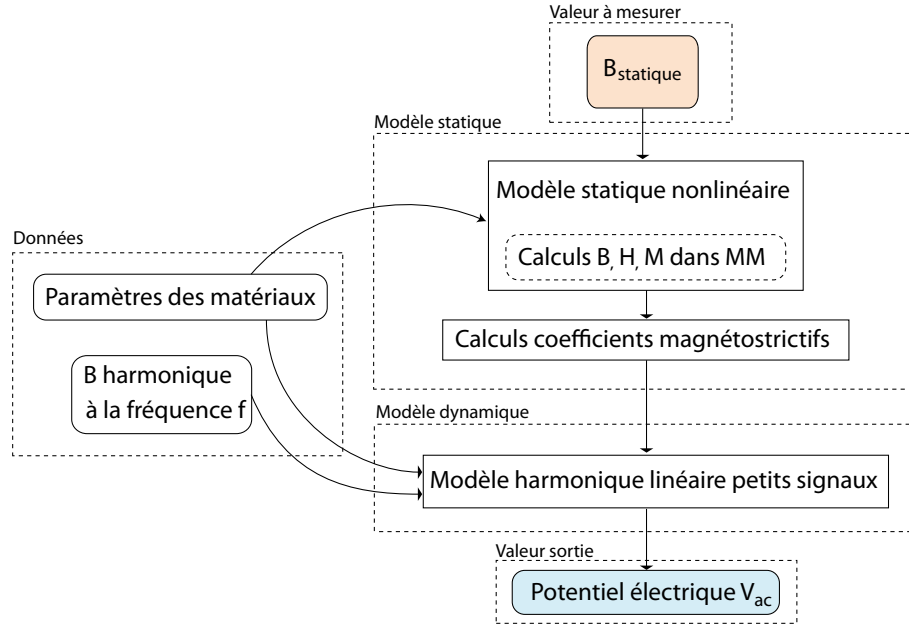 Valeur à mesurer
B statique
Modèle statique
Modèle statique nonlinéaire
Calculs B, H, M dans MM
Données
Paramètres des matériaux
Calculs coefficients magnétostrictifs
B harmonique
à la fréquence f
Modèle dynamique
Modèle harmonique linéaire petits signaux
Valeur sortie
Potentiel électrique Vac